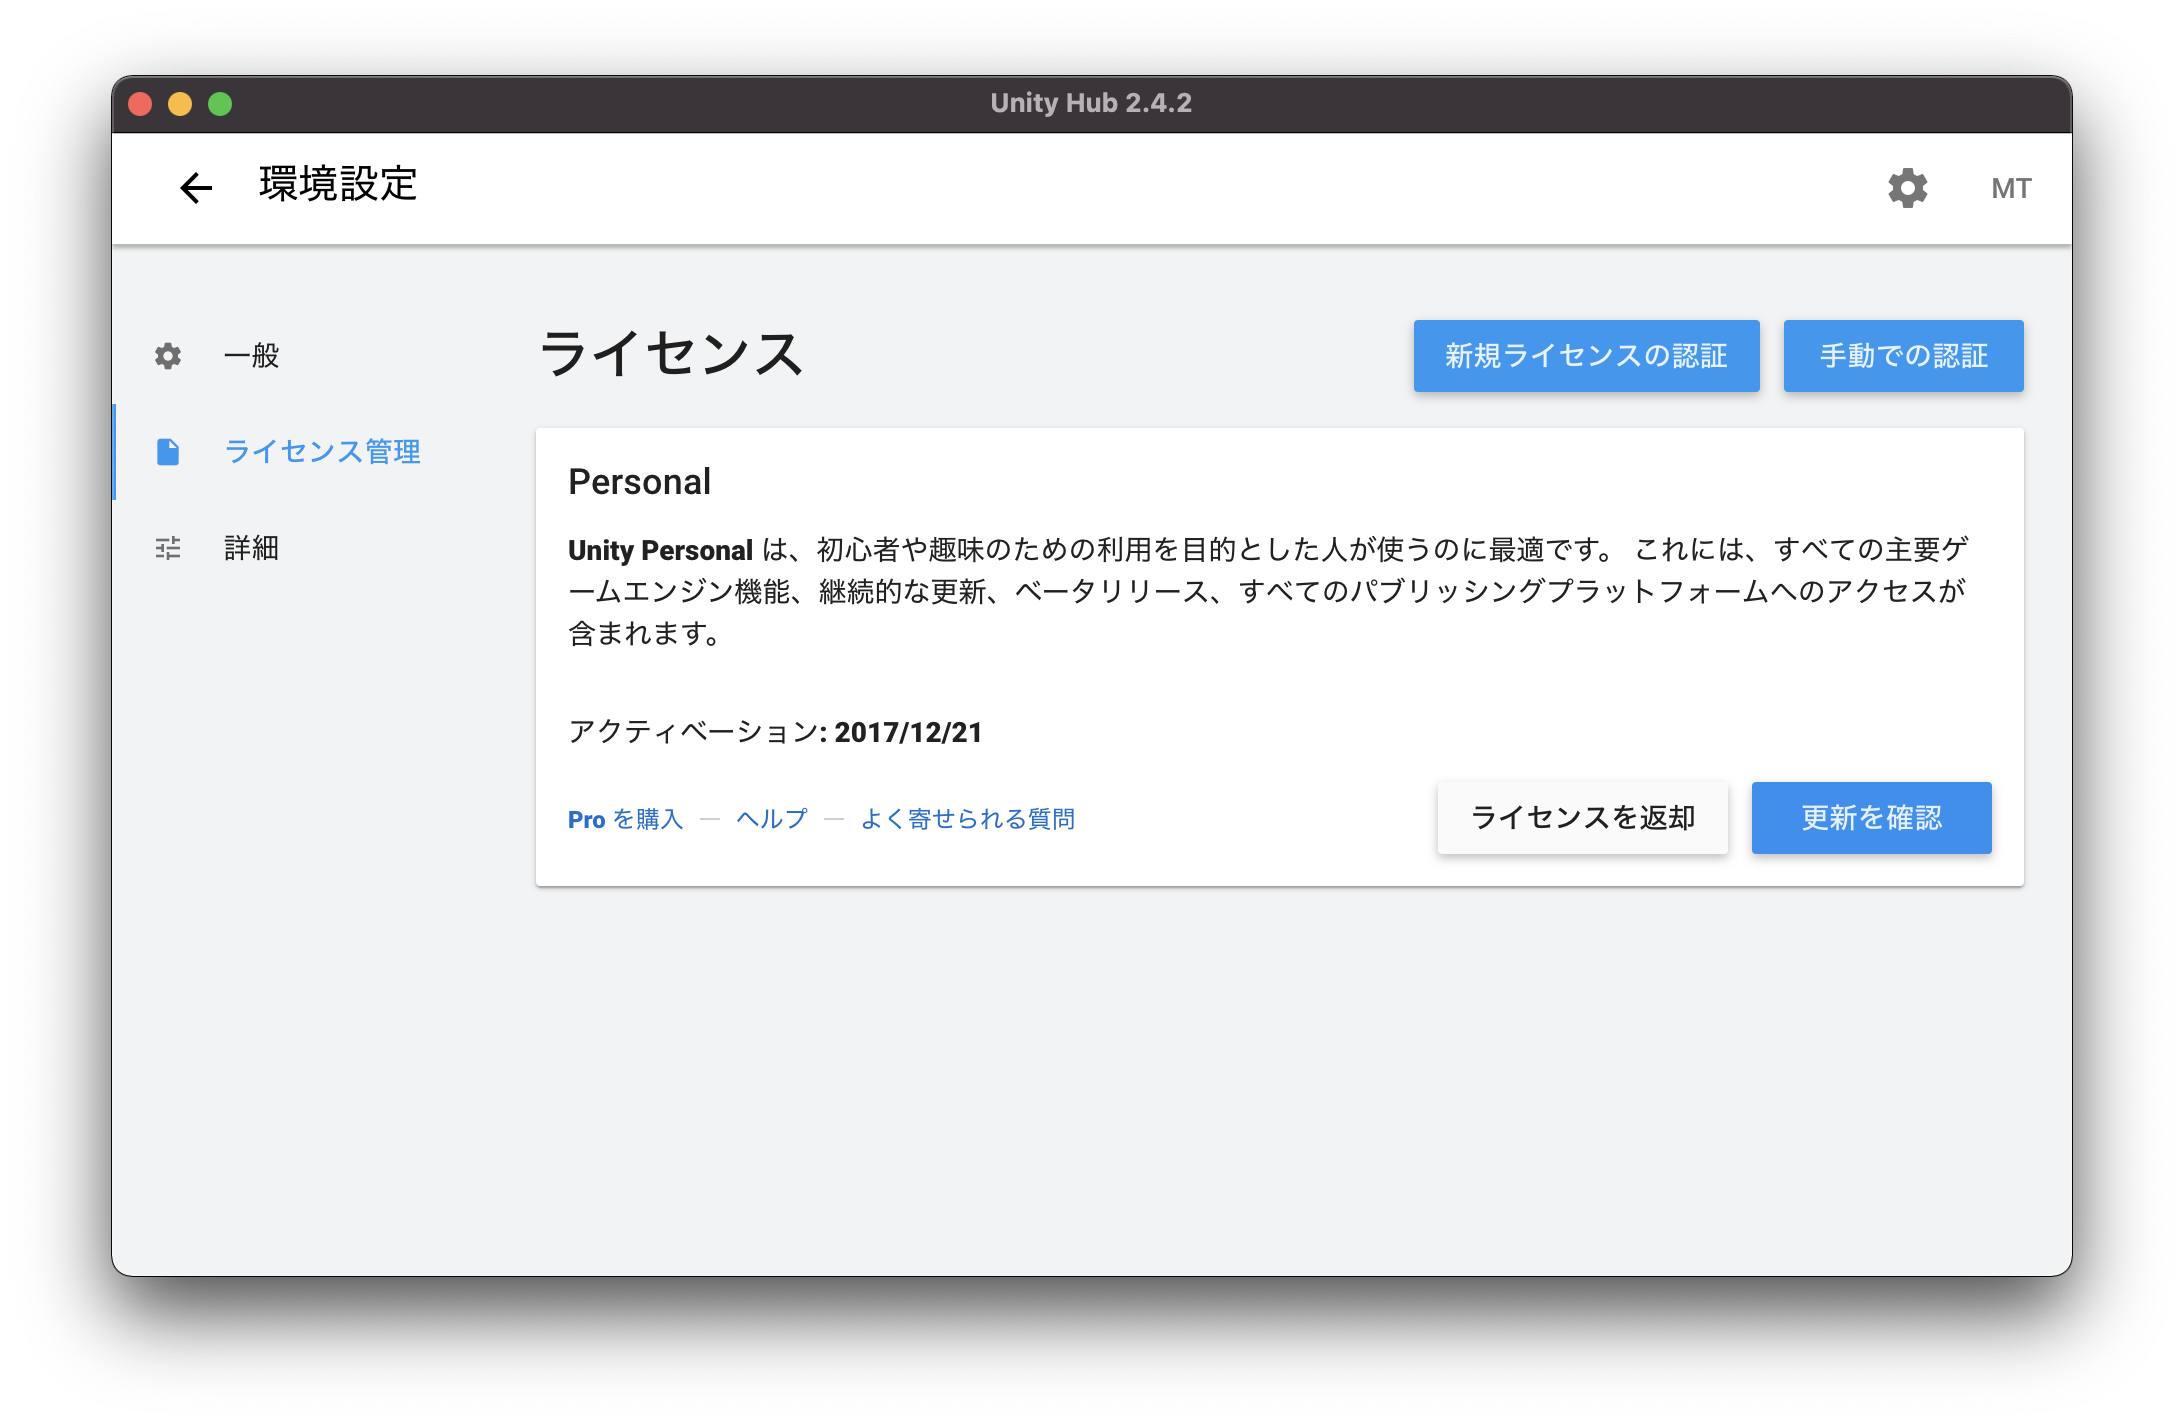 Unity Hub 2.4.2
環境設定
MT
一般
ライセンス管理
詳細
ライセンス
新規ライセンスの認証
手動での認証
Personal
Unity Personal は、初心者や趣味のための利用を目的とした人が使うのに最適です。 これには、すべての主要ゲ
ームエンジン機能、継続的な更新、ベータリリース、すべてのパブリッシングプラットフォームへのアクセスが
含まれます。
アクティベーション: 2017/12/21
Pro を購入 — ヘルプ — よく寄せられる質問
ライセンスを返却
更新を確認